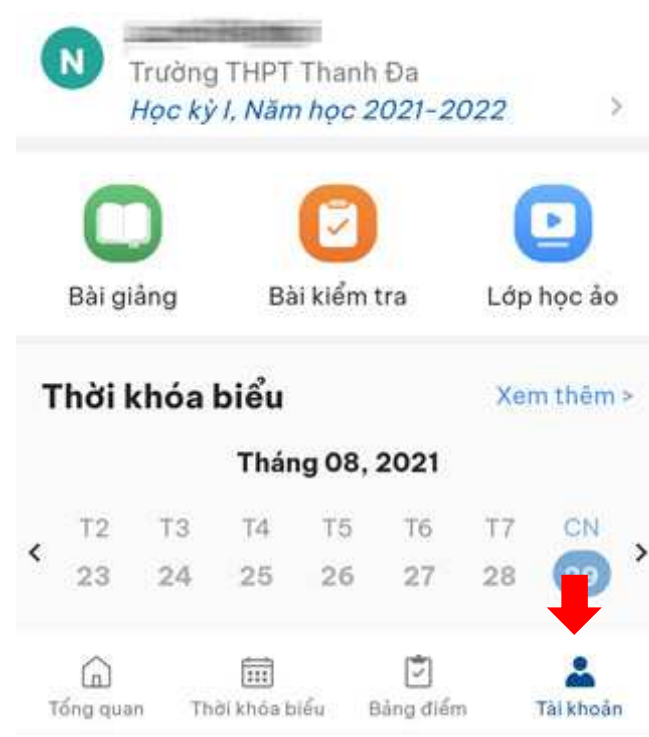 N
Trường THPT Thanh Đa
Học kỳ I, Năm học 2021-2022 >
Bài giảng Bài kiểm tra Lớp học ảo
Thời khóa biểu Xem thêm >
Tháng 08, 2021
T2 T3 T4 T5 T6 T7 CN
< 23 24 25 26 27 28 >
Tổng quan Thời khóa biểu Bảng điểm Tài khoản